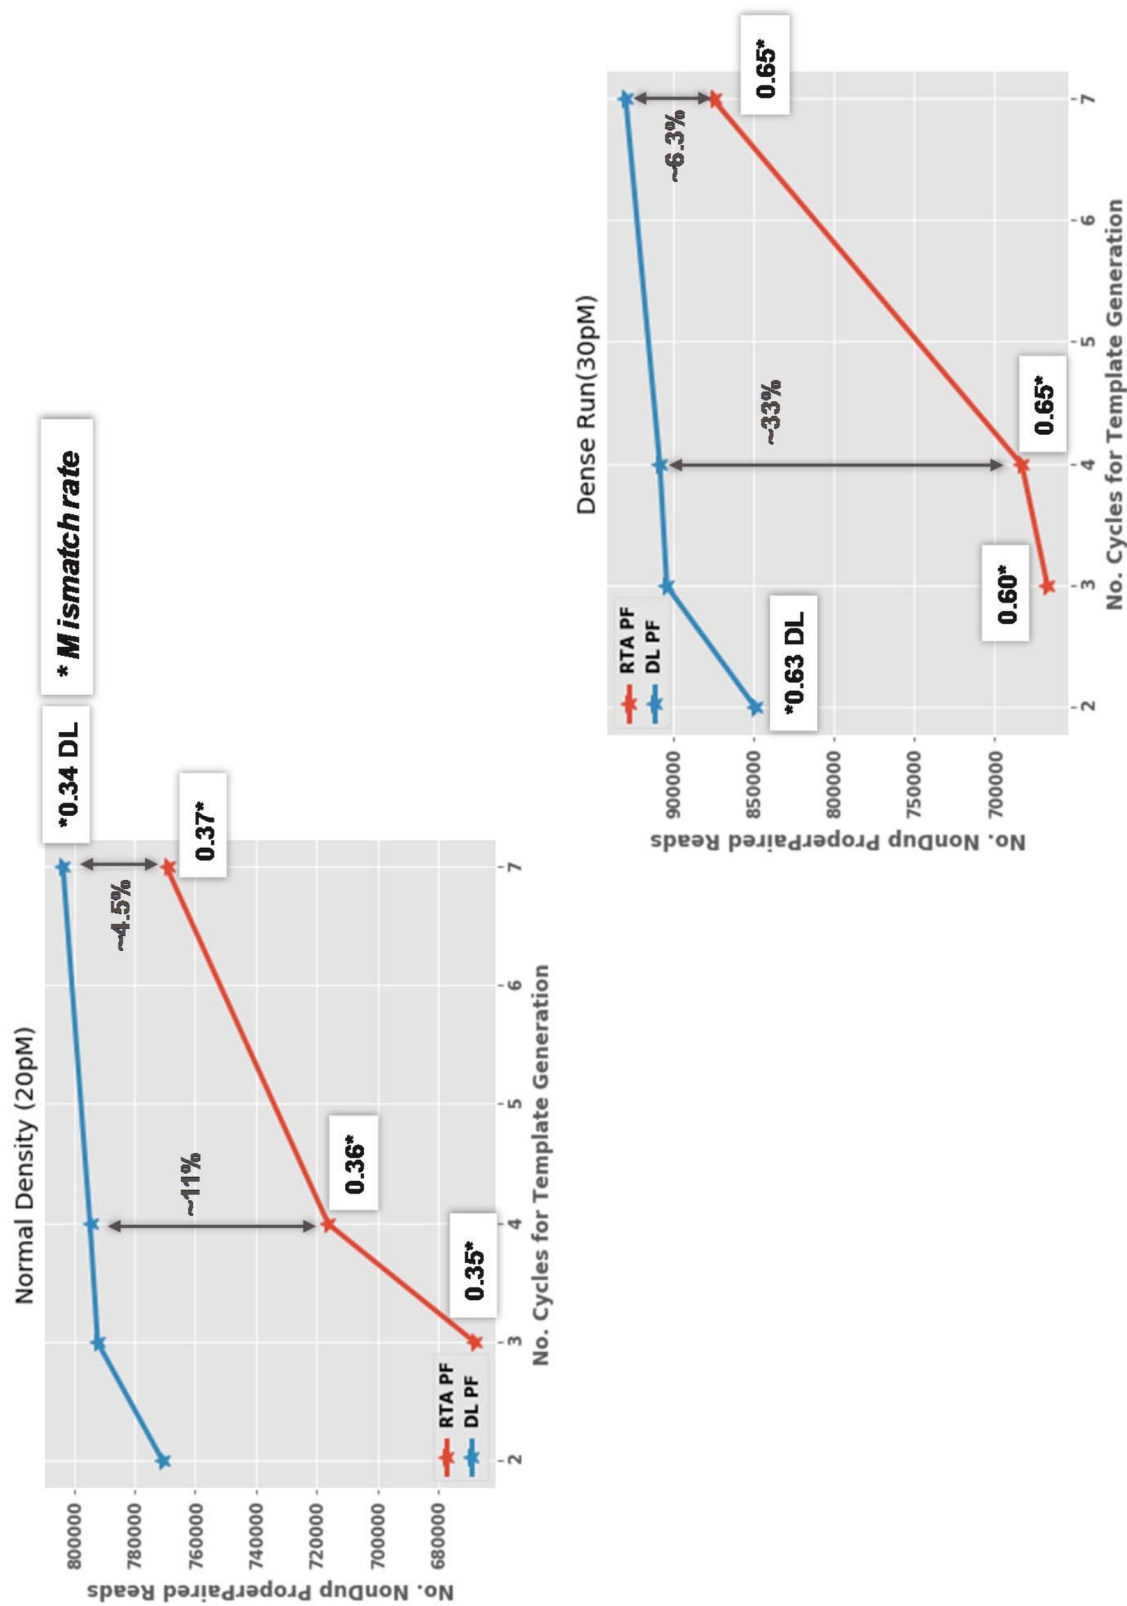 Normal Density (20pM)
*0.34 DL
* Mismatch rate
800000
780000
760000
740000
720000
700000
680000
No. NonDup ProperPaired Reads
~11%
~4.5%
0.37*
0.36*
0.35*
RTA PF
DL PF
2
3
4
5
6
7
No. Cycles for Template Generation
Dense Run(30pM)
RTA PF
DL PF
900000
850000
800000
750000
700000
No. NonDup ProperPaired Reads
*0.63 DL
~33%
~6.3%
0.65*
0.60*
0.65*
2
3
4
5
6
7
No. Cycles for Template Generation